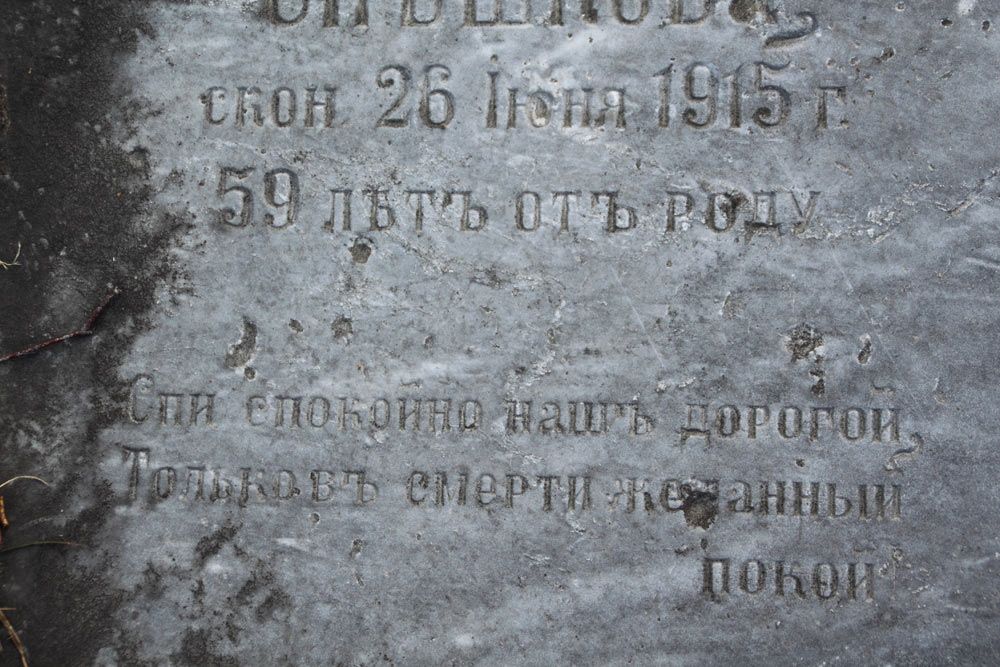 скон 26 Іюня 1915 г.
59 лѣтъ отъ роду
Спи спокойно нашъ дорогой,
Только въ смерти желанный
покой